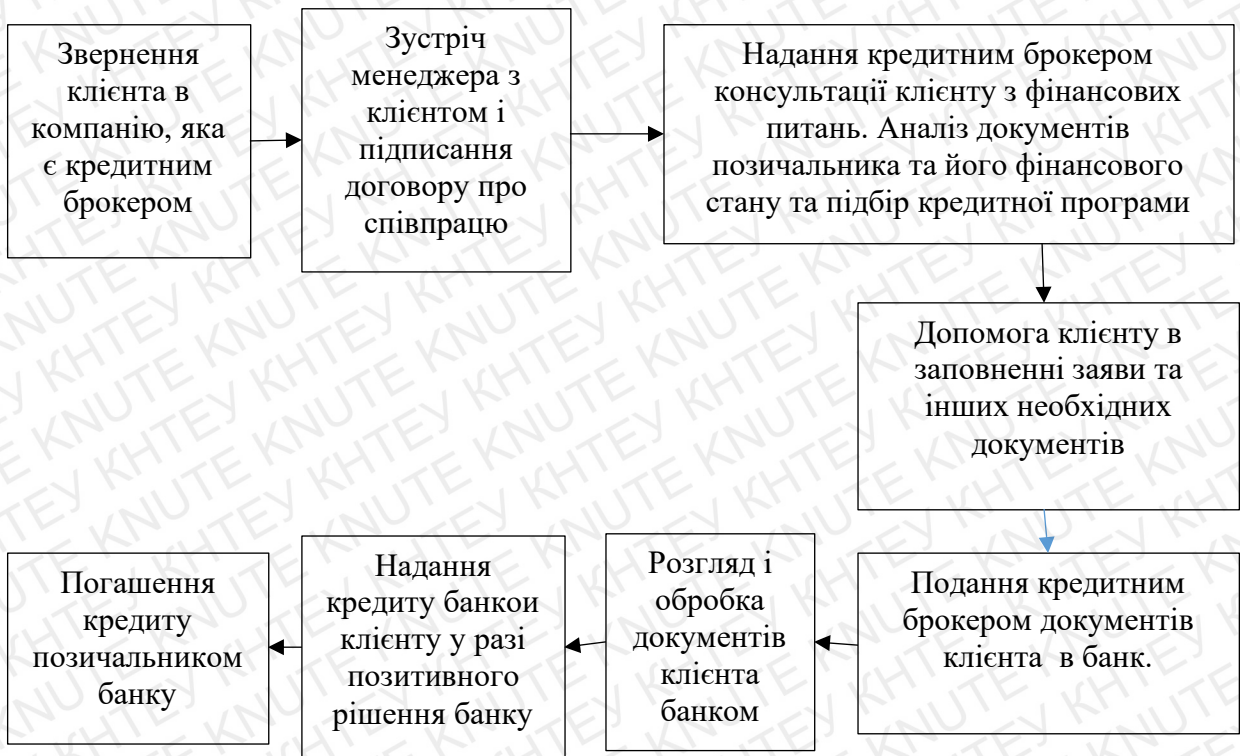 Звернення
клієнта в
компанію, яка
є кредитним
брокером
Зустріч
менеджера з
клієнтом і
підписання
договору про
співпрацю
Надання кредитним брокером
консультації клієнту з фінансових
питань. Аналіз документів
позичальника та його фінансового
стану та підбір кредитної програми
Допомога клієнту в
заповненні заяви та
інших необхідних
документів
Подання кредитним
брокером документів
клієнта в банк.
Розгляд і
обробка
документів
клієнта
банком
Надання
кредиту банкои
клієнту у разі
позитивного
рішення банку
Погашення
кредиту
позичальником
банку